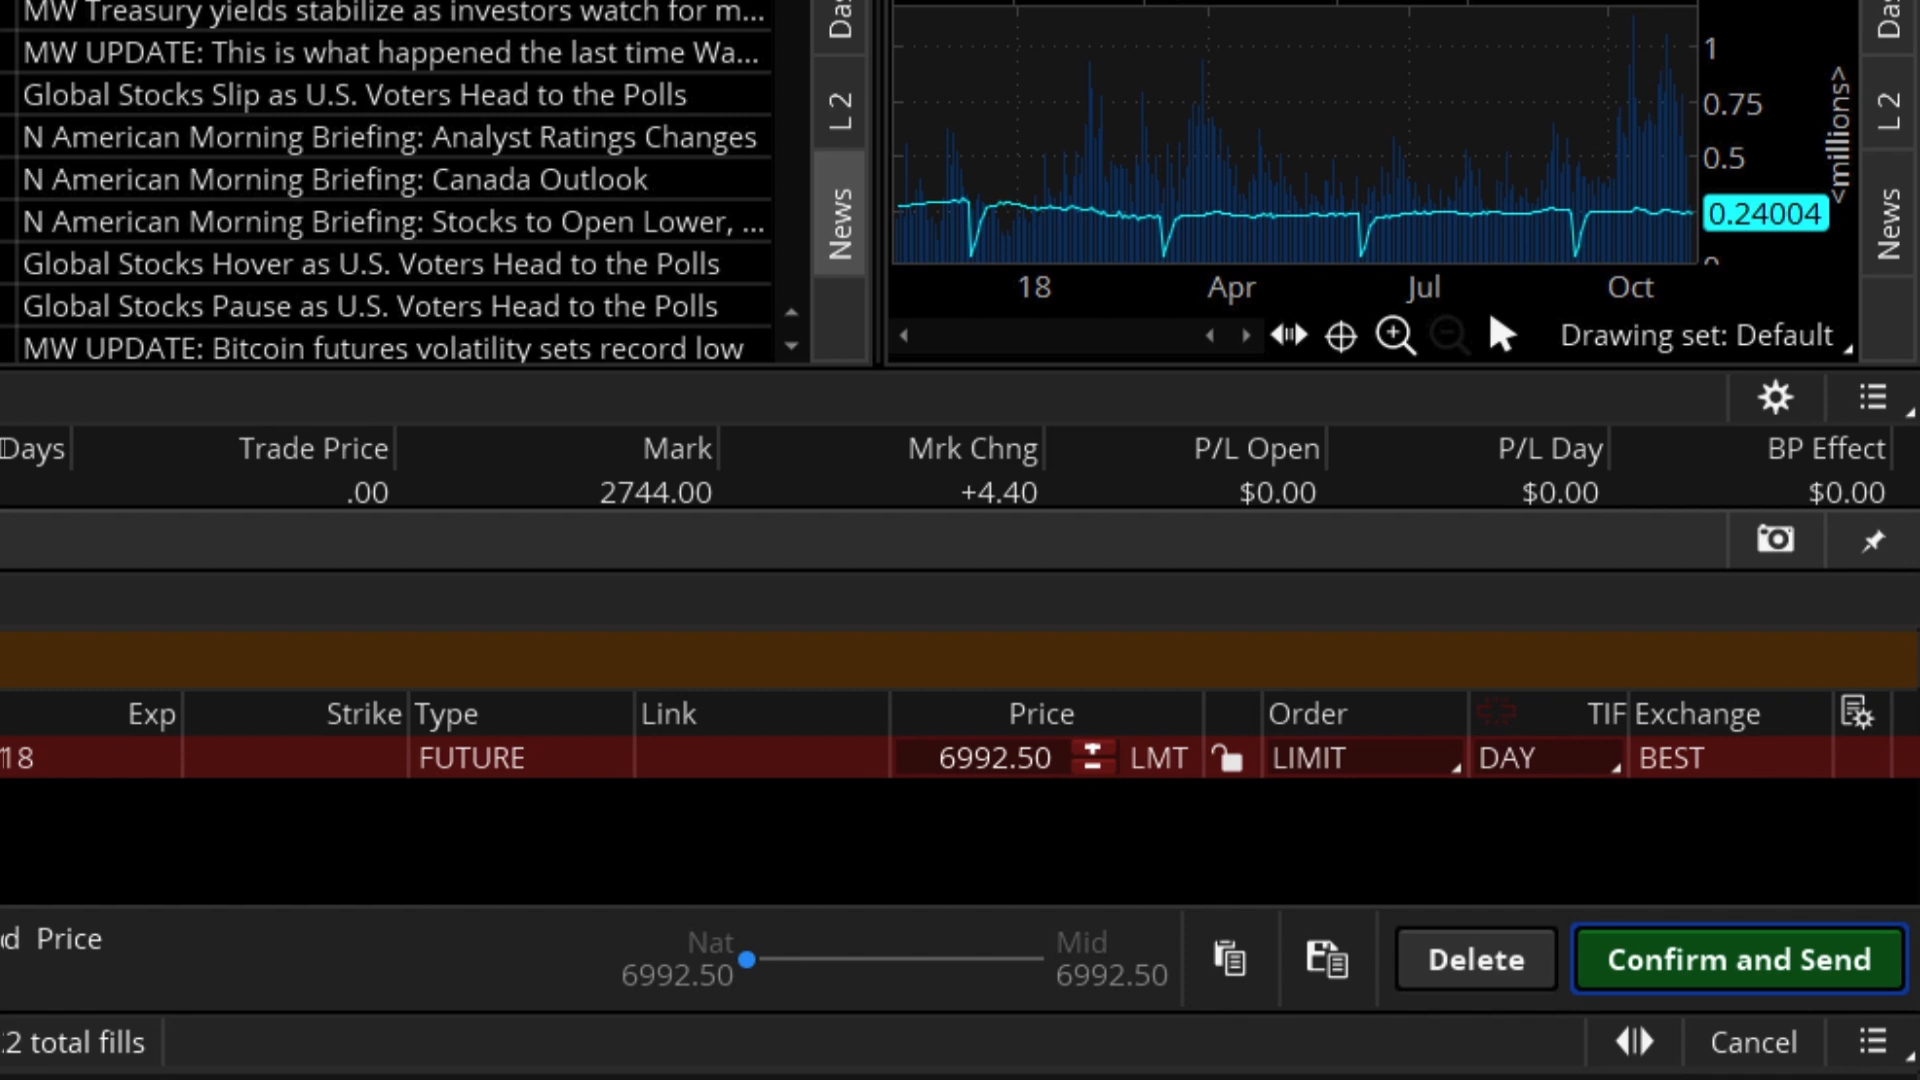 MW Treasury yields stabilize as investors watch for m...
MW UPDATE: This is what happened the last time Wa...
Global Stocks Slip as U.S. Voters Head to the Polls
N American Morning Briefing: Analyst Ratings Changes
N American Morning Briefing: Canada Outlook
N American Morning Briefing: Stocks to Open Lower, ...
Global Stocks Hover as U.S. Voters Head to the Polls
Global Stocks Pause as U.S. Voters Head to the Polls
MW UPDATE: Bitcoin futures volatility sets record low
Das
L 2
News
1
0.75
0.5
0.24004
0
<millions>
18 Apr Jul Oct
Drawing set: Default
Das
L 2
News
Days Trade Price Mark Mrk Chng P/L Open P/L Day BP Effect
.00 2744.00 +4.40 $0.00 $0.00 $0.00
Exp Strike Type Link Price Order TIF Exchange
18 FUTURE 6992.50 LMT LIMIT DAY BEST
d Price
Nat
6992.50
Mid
6992.50
Delete
Confirm and Send
2 total fills
Cancel